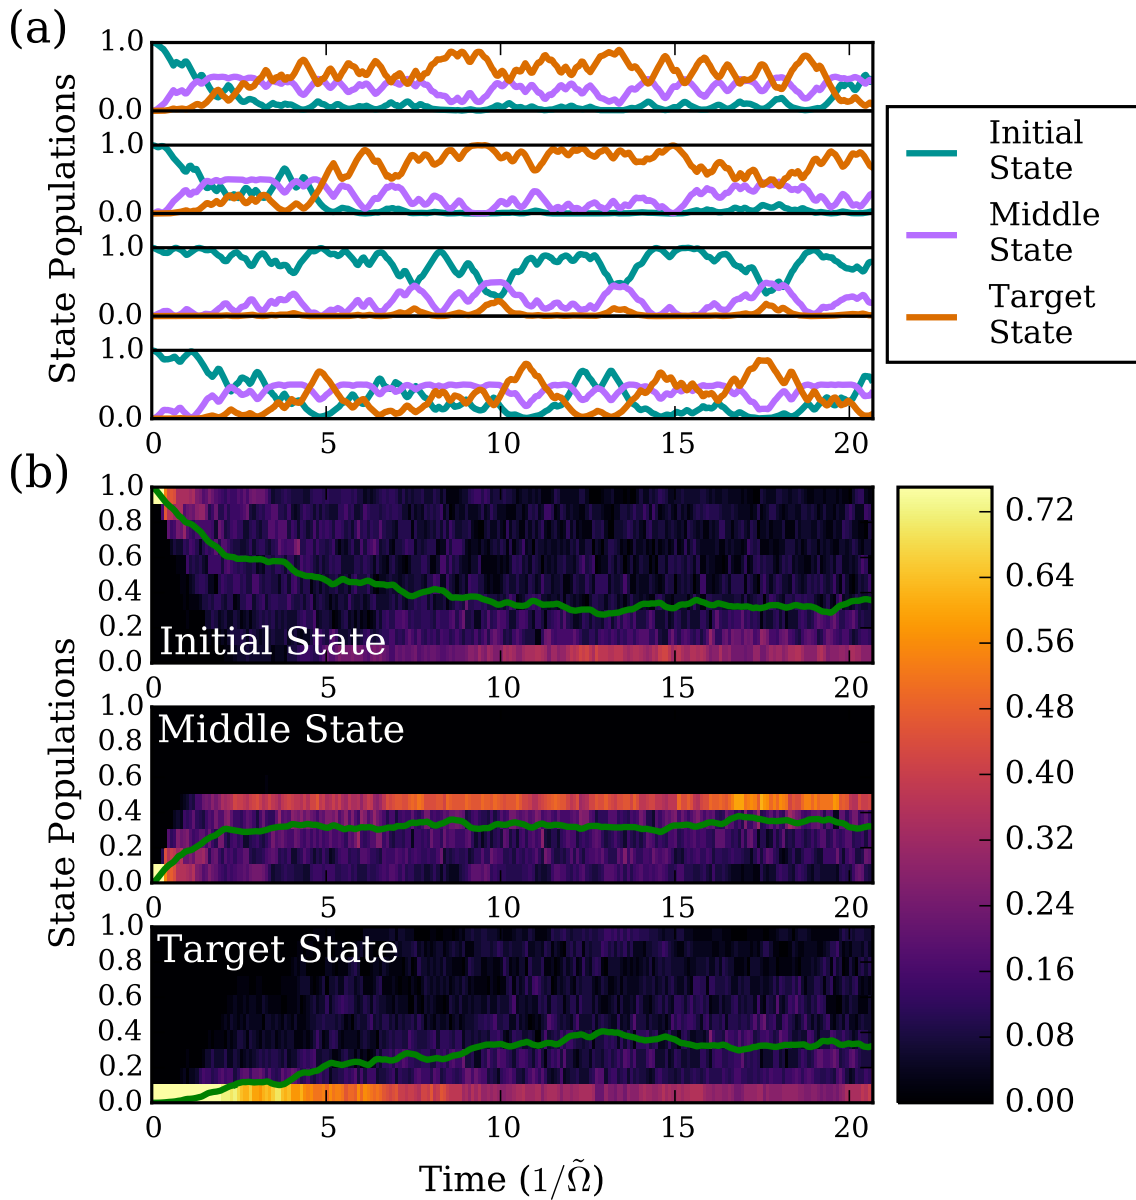 (a)
State Populations
1.0
0.0
1.0
0.0
1.0
0.0
1.0
0.0
0 5 10 15 20
Initial
State
Middle
State
Target
State
(b)
State Populations
1.0
0.8
0.6
0.4
0.2
0.0
Initial State
0 5 10 15 20
1.0
0.8
0.6
0.4
0.2
0.0
Middle State
0 5 10 15 20
1.0
0.8
0.6
0.4
0.2
0.0
Target State
0 5 10 15 20
Time (1/Ω̃)
0.72
0.64
0.56
0.48
0.40
0.32
0.24
0.16
0.08
0.00